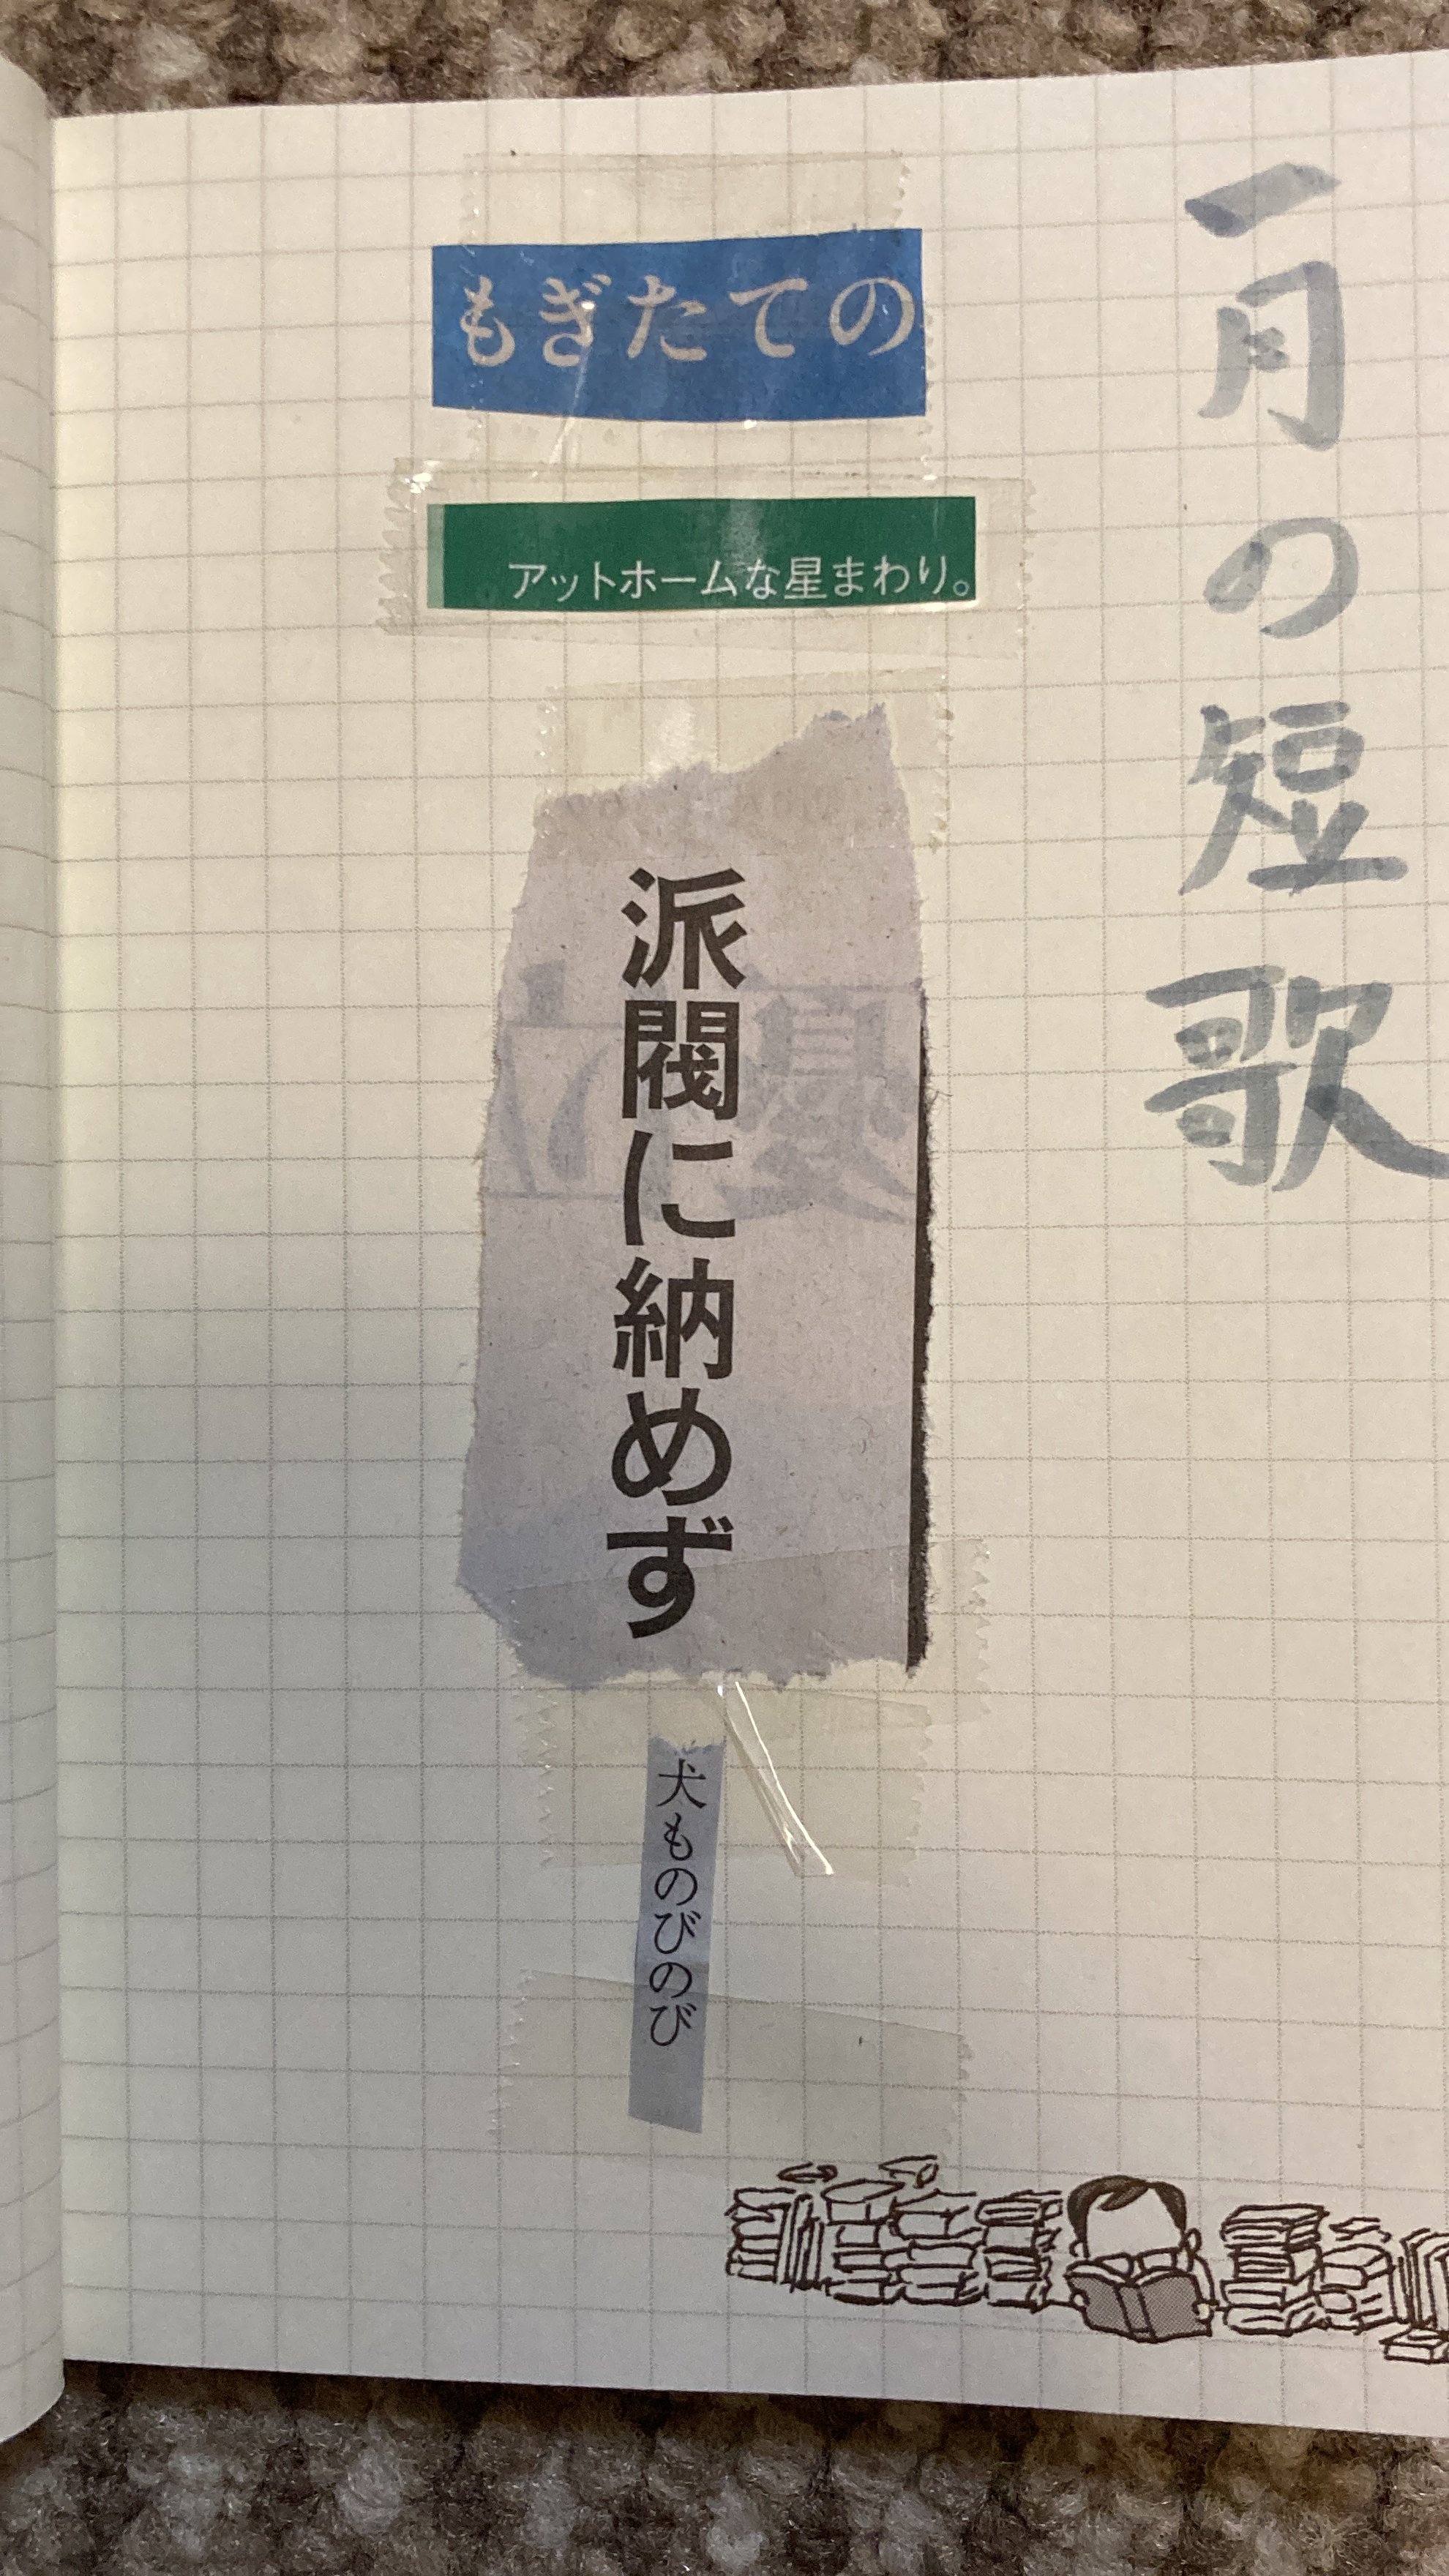 一月の短歌
もぎたての
アットホームな星まわり。
派閥に納めず
犬ものびのび